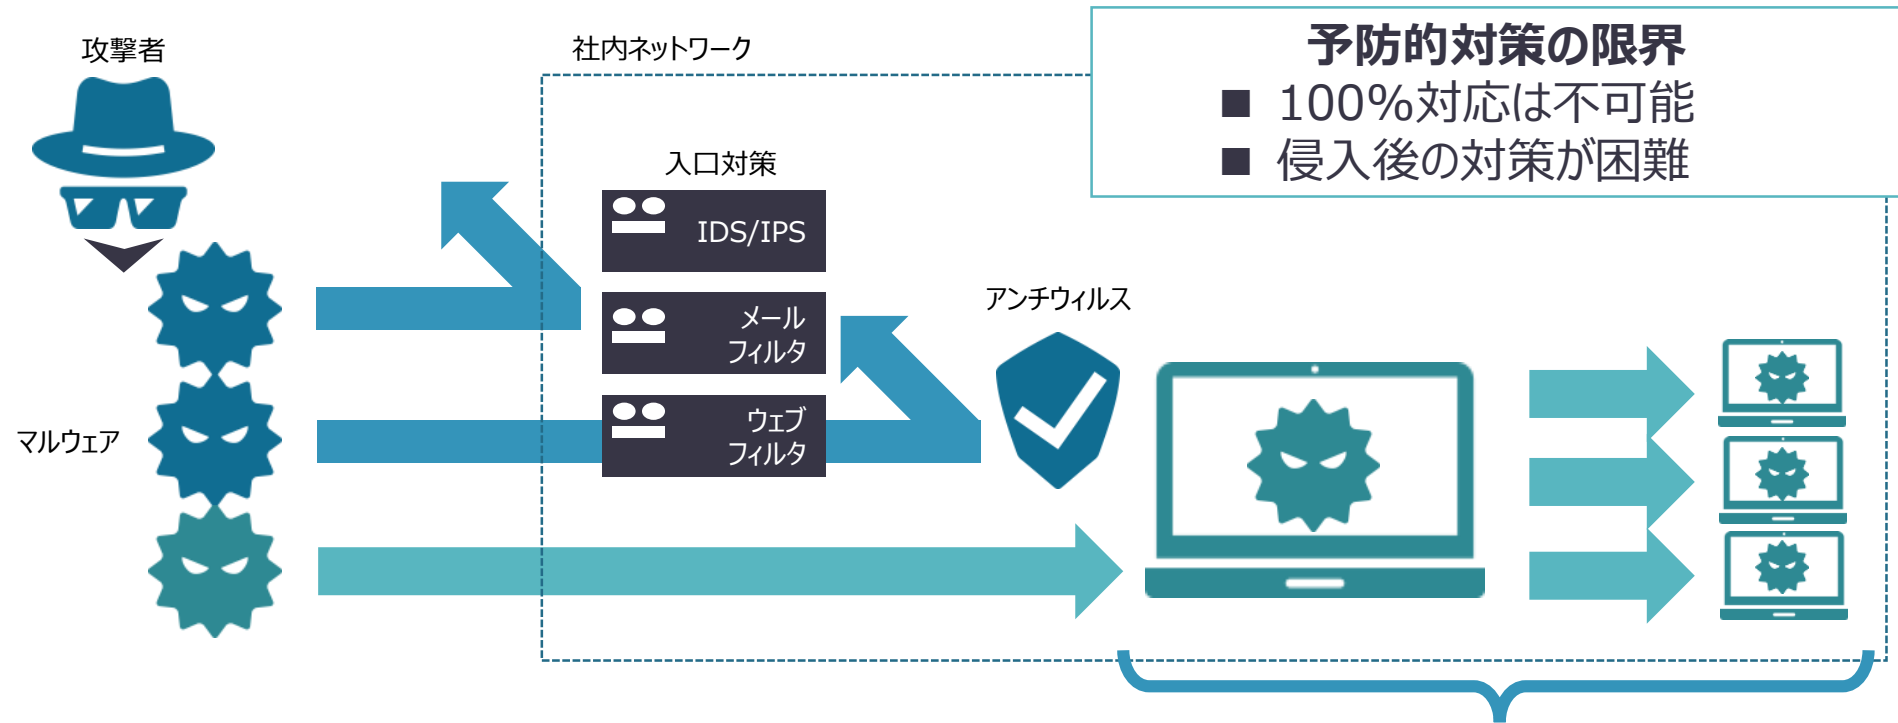 攻撃者
社内ネットワーク
予防的対策の限界
■ 100%対応は不可能
■ 侵入後の対策が困難
入口対策
IDS/IPS
メール
フィルタ
ウェブ
フィルタ
アンチウィルス
マルウェア